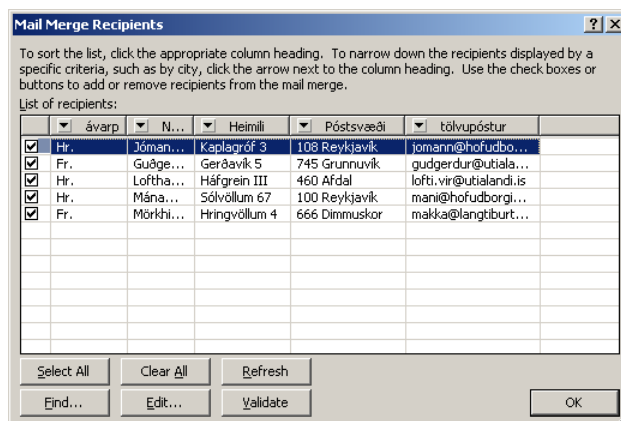 Mail Merge Recipients
To sort the list, click the appropriate column heading. To narrow down the recipients displayed by a
specific criteria, such as by city, click the arrow next to the column heading. Use the check boxes or
buttons to add or remove recipients from the mail merge.
List of recipients:
ávarp N... Heimili Póstsvæði tölvupóstur
Hr. Jóman... Kaplagróf 3 108 Reykjavík jomann@hofudbo...
Fr. Guðge... Gerðavík 5 745 Grunnuvík gudgerdur@utiala...
Hr. Loftha... Háfgrein III 460 Afdal lofti.vir@utialandi.is
Hr. Mána... Sólvöllum 67 100 Reykjavík mani@hofudborgi...
Fr. Mörkhi... Hringvöllum 4 666 Dimmuskor makka@langtiburt...
Select All Clear All Refresh
Find... Edit... Validate OK